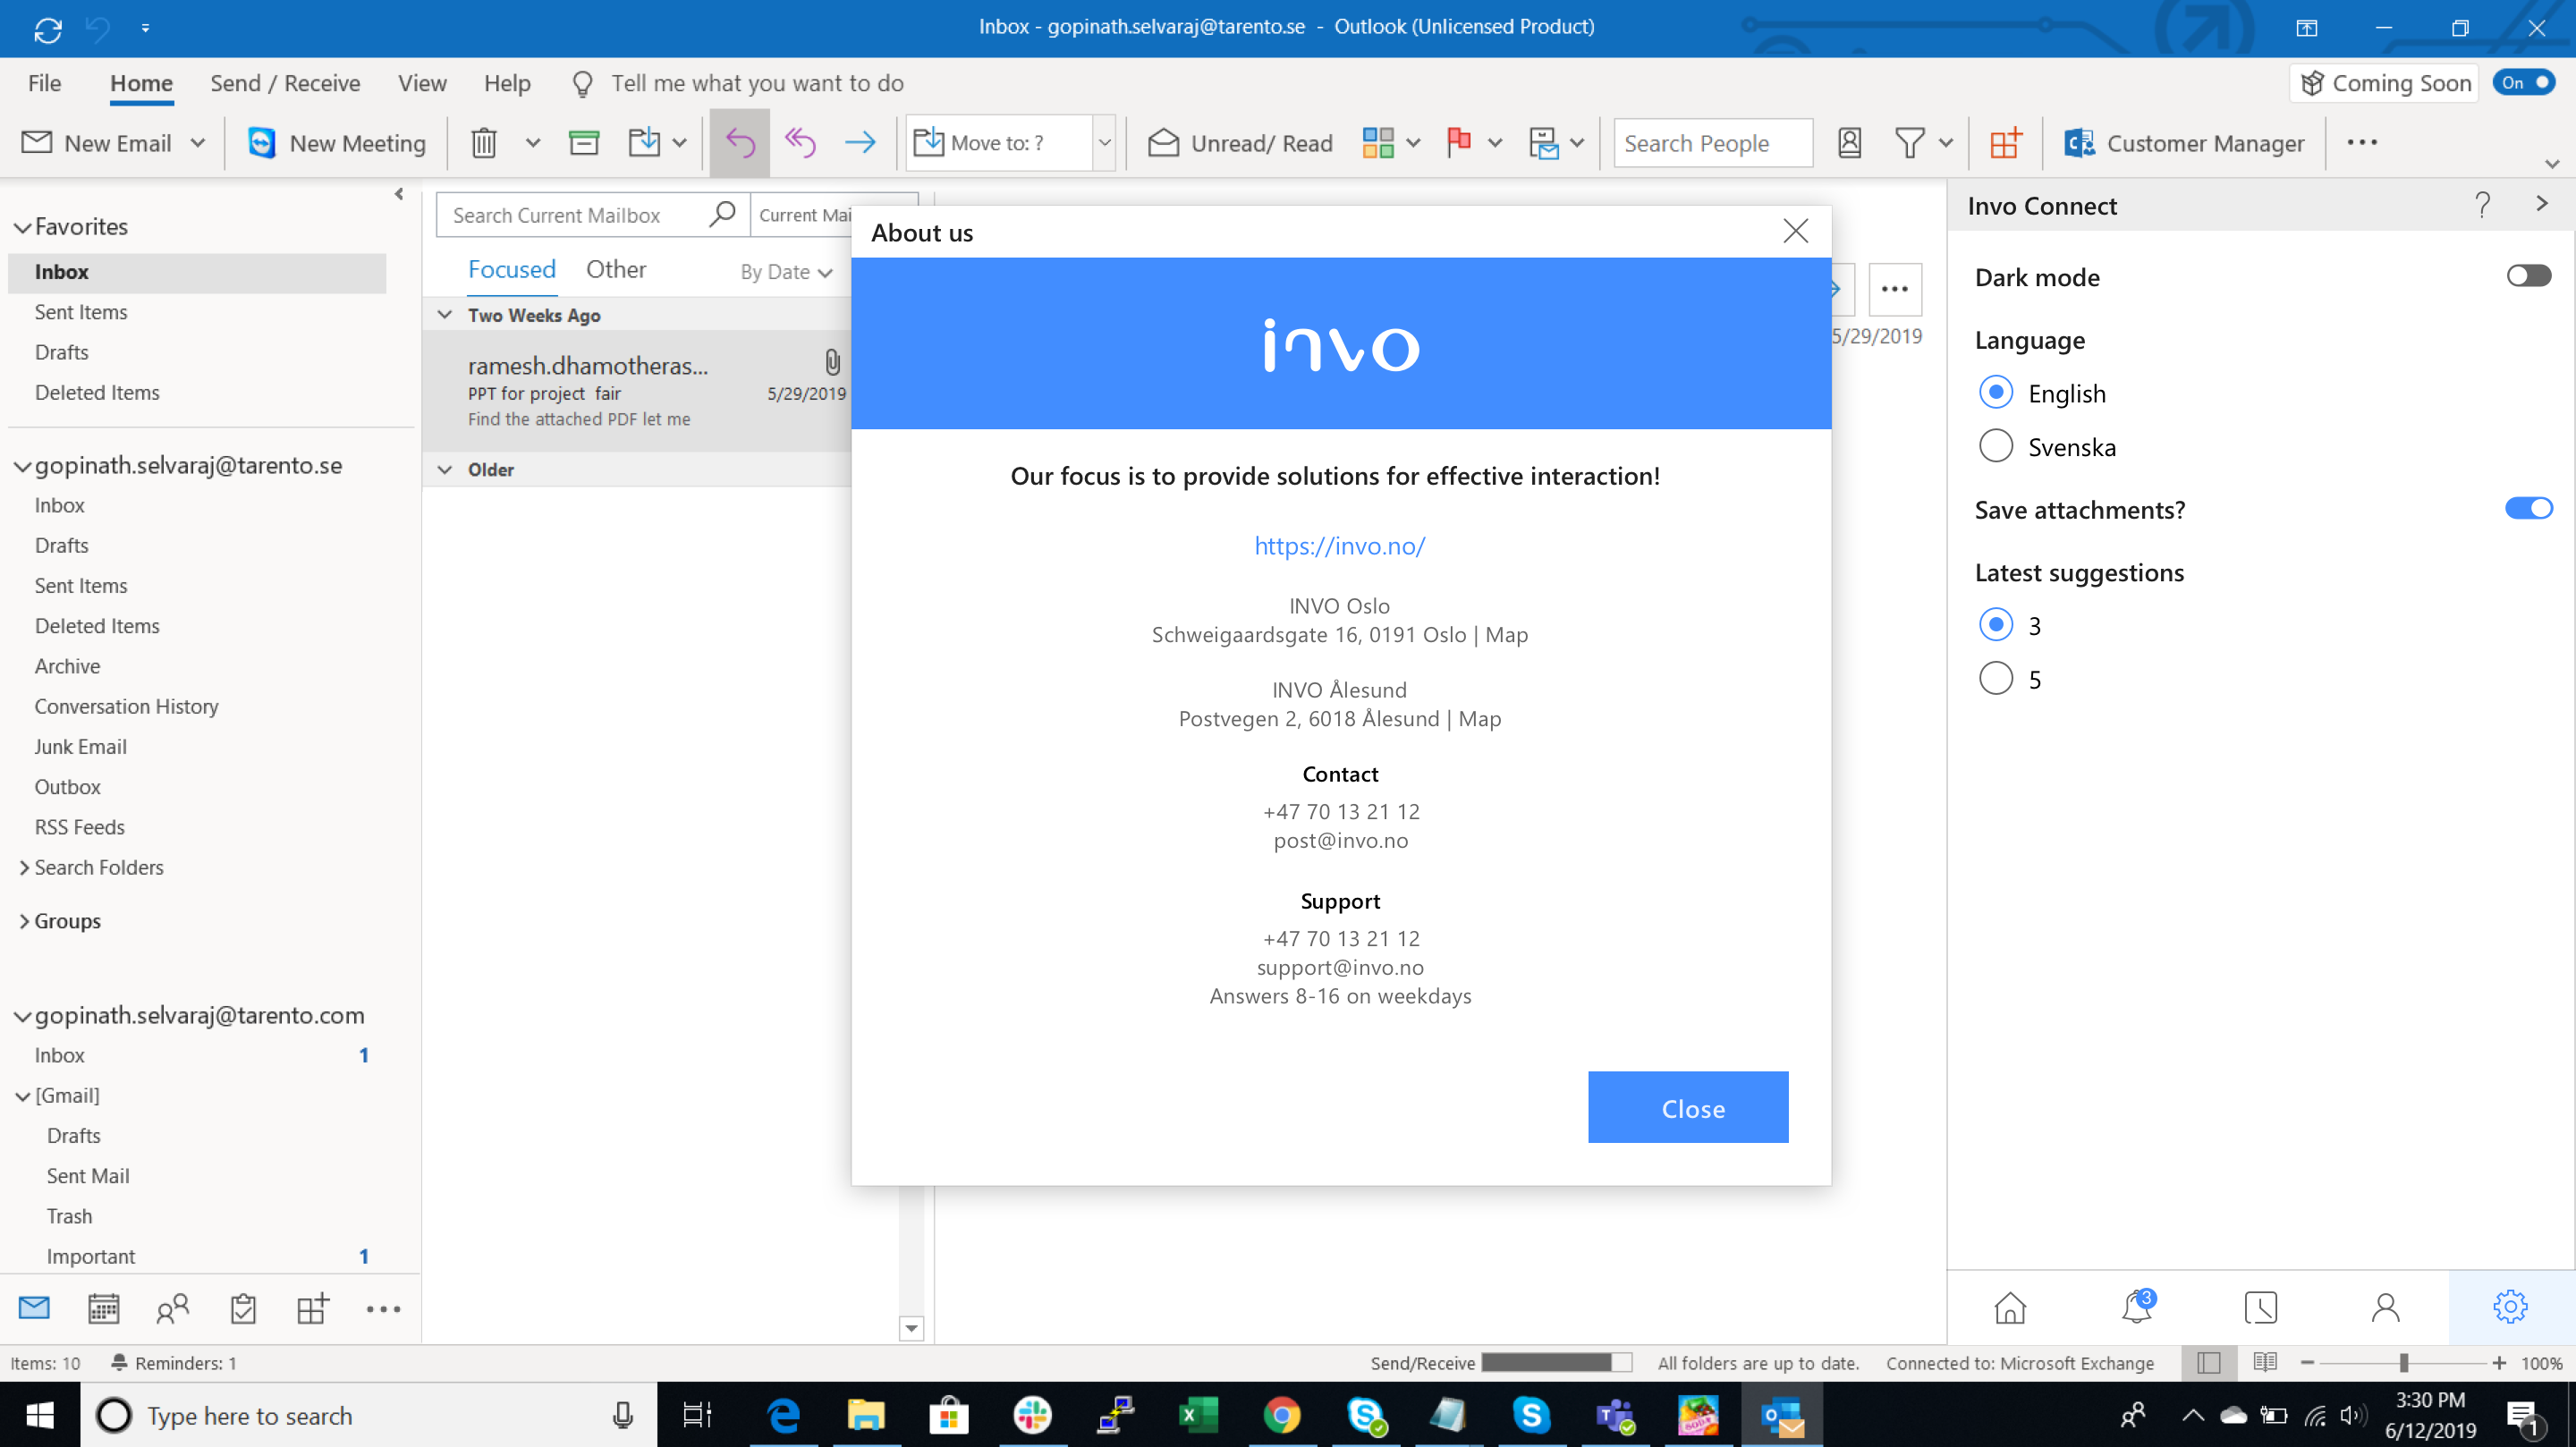 Inbox - gopinath.selvaraj@tarento.se - Outlook (Unlicensed Product)
File Home Send / Receive View Help Tell me what you want to do
Coming Soon On
New Email New Meeting Move to: ? Unread/ Read Search People Customer Manager
Favorites
Inbox
Sent Items
Drafts
Deleted Items
gopinath.selvaraj@tarento.se
Inbox
Drafts
Sent Items
Deleted Items
Archive
Conversation History
Junk Email
Outbox
RSS Feeds
Search Folders
Groups
gopinath.selvaraj@tarento.com
Inbox 1
[Gmail]
Drafts
Sent Mail
Trash
Important 1
Search Current Mailbox Current Mai
Focused Other By Date
Two Weeks Ago
ramesh.dhamotheras...
PPT for project fair 5/29/2019
Find the attached PDF let me
Older
5/29/2019
About us
invo
Our focus is to provide solutions for effective interaction!
https://invo.no/
INVO Oslo
Schweigaardsgate 16, 0191 Oslo | Map
INVO Ålesund
Postvegen 2, 6018 Ålesund | Map
Contact
+47 70 13 21 12
post@invo.no
Support
+47 70 13 21 12
support@invo.no
Answers 8-16 on weekdays
Close
Invo Connect ?
Dark mode
Language
English
Svenska
Save attachments?
Latest suggestions
3
5
3
Items: 10 Reminders: 1 Send/Receive All folders are up to date. Connected to: Microsoft Exchange 100%
Type here to search
3:30 PM
6/12/2019
1